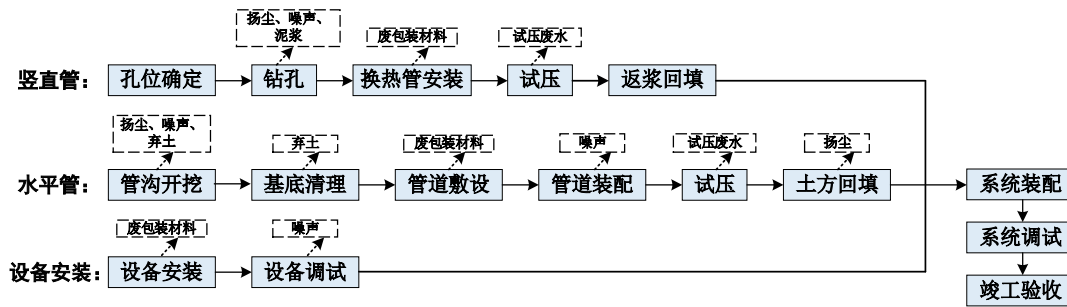 扬尘、噪声、
泥浆
废包装材料
试压废水
竖直管：
孔位确定
钻孔
换热管安装
试压
返浆回填
扬尘、噪声、
弃土
弃土
废包装材料
噪声
试压废水
扬尘
水平管：
管沟开挖
基底清理
管道敷设
管道装配
试压
土方回填
系统装配
废包装材料
噪声
系统调试
设备安装：
设备安装
设备调试
竣工验收